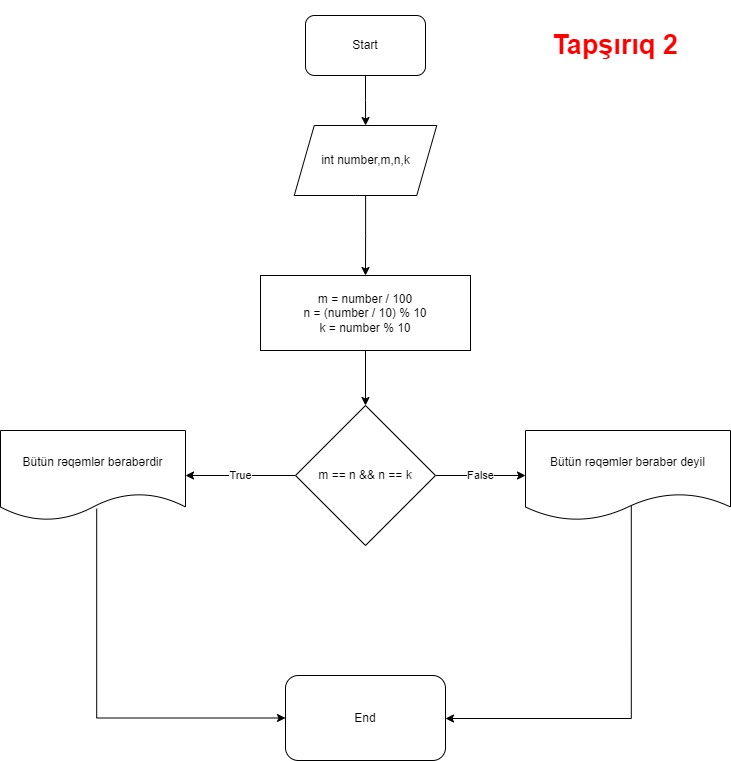 Start
Tapşırıq 2
int number,m,n,k
m = number / 100
n = (number / 10) % 10
k = number % 10
Bütün rəqəmlər bərabərdir
True
m == n && n == k
False
Bütün rəqəmlər bərabər deyil
End